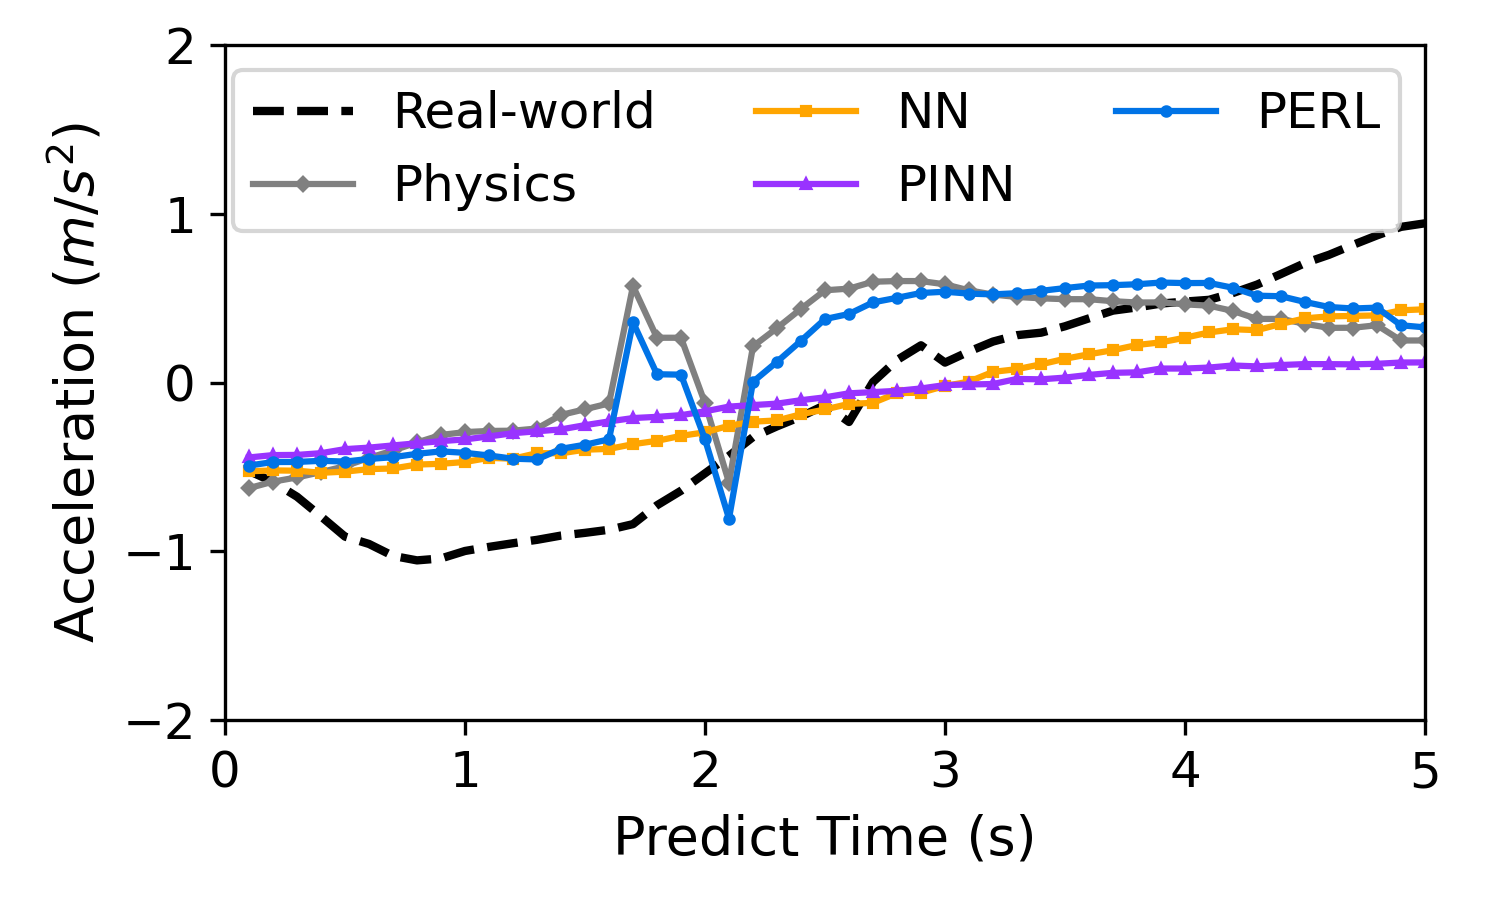 2
1
0
−1
−2
Acceleration (m/s²)
Real-world
Physics
NN
PINN
PERL
0 1 2 3 4 5
Predict Time (s)